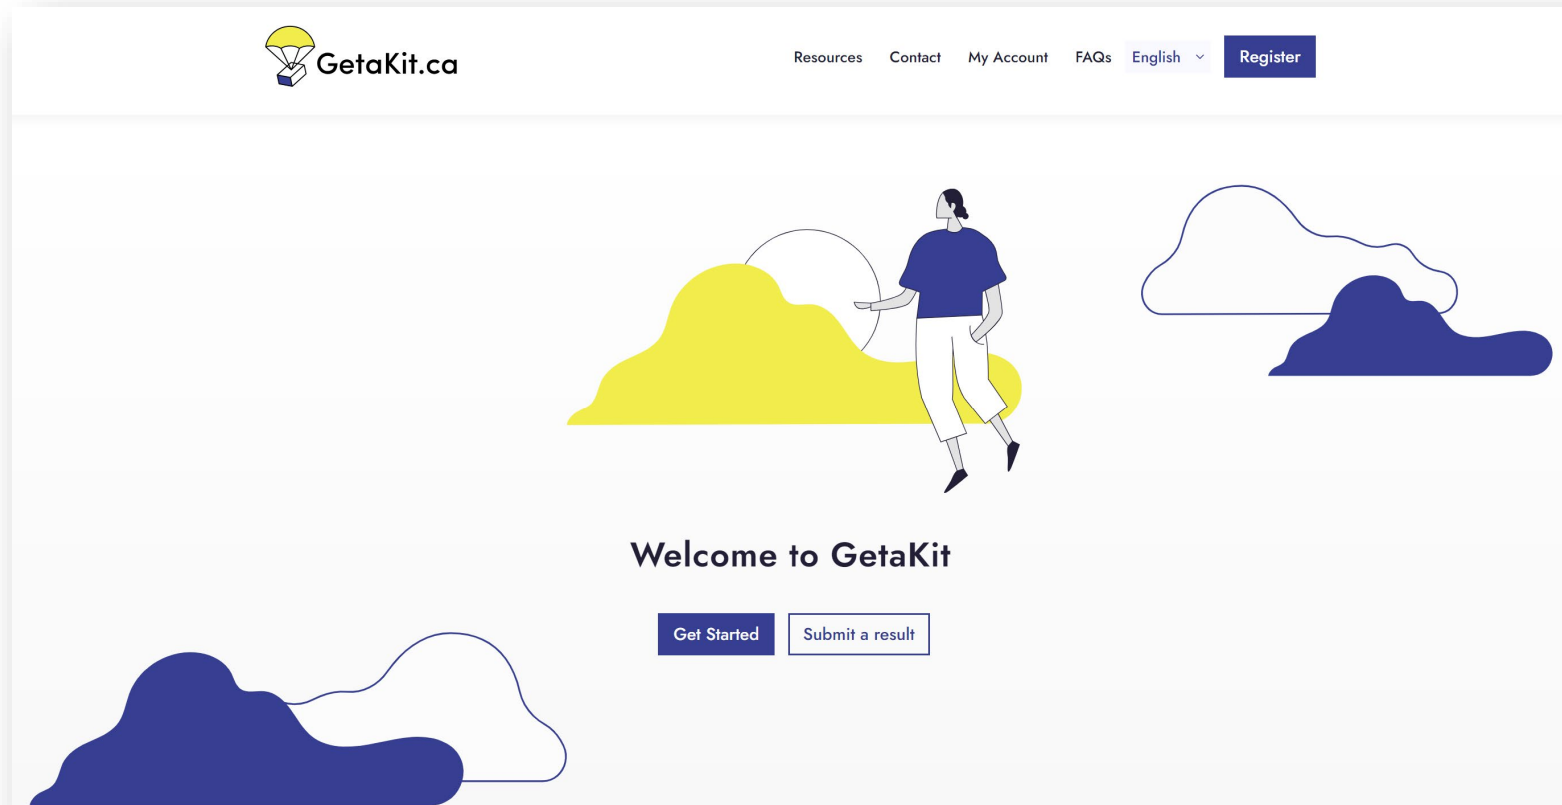 GetaKit.ca
Resources Contact My Account FAQs English Register
Welcome to GetaKit
Get Started Submit a result